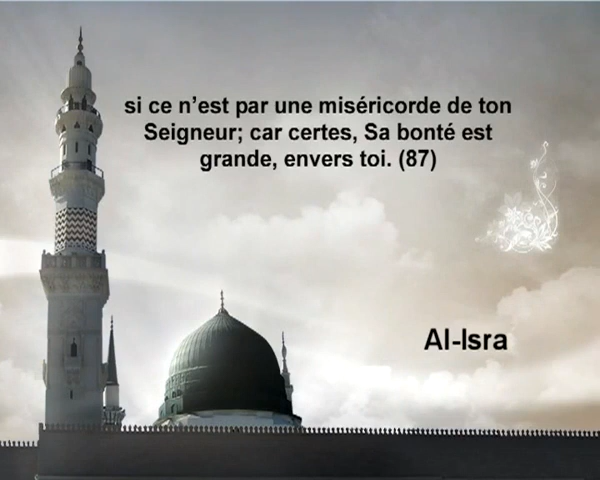 si ce n’est par une miséricorde de ton
Seigneur; car certes, Sa bonté est
grande, envers toi. (87)
Al-Isra